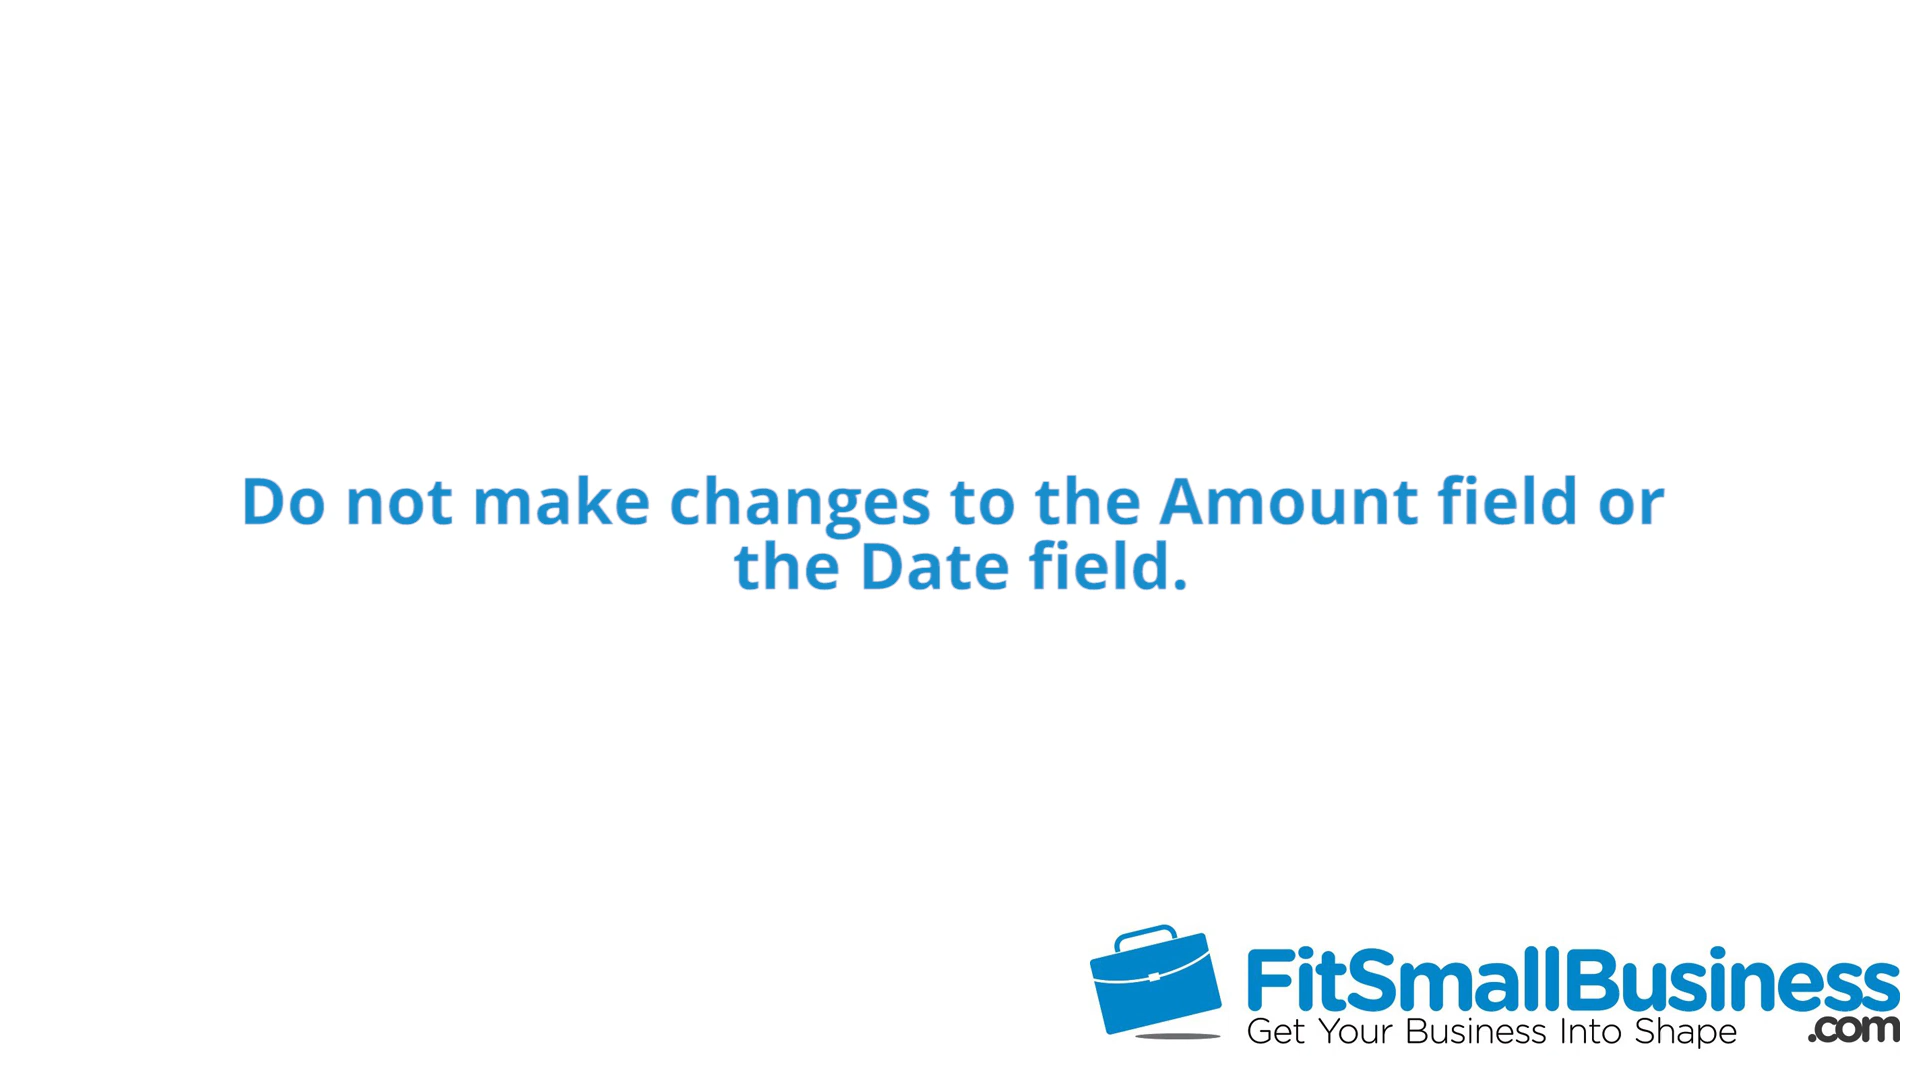 Do not make changes to the Amount field or
the Date field.
FitSmallBusiness
Get Your Business Into Shape
.com